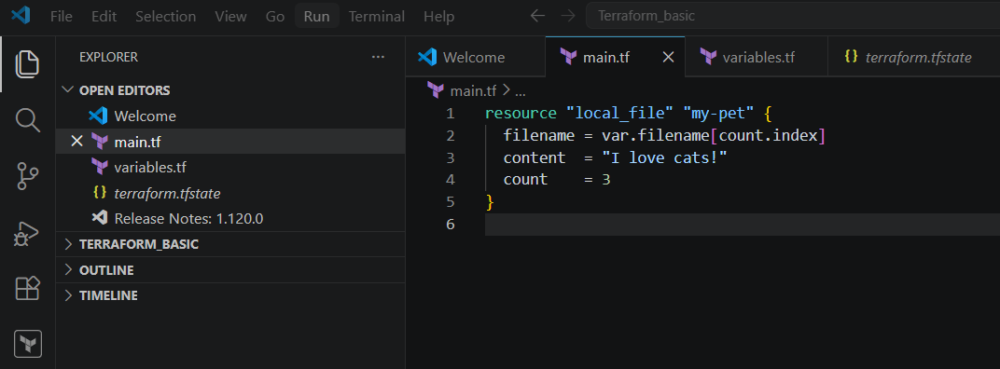 File Edit Selection View Go Run Terminal Help Terraform_basic
EXPLORER
OPEN EDITORS
Welcome
main.tf
variables.tf
{} terraform.tfstate
Release Notes: 1.120.0
TERRAFORM_BASIC
OUTLINE
TIMELINE
Welcome main.tf variables.tf {} terraform.tfstate
main.tf > ...
1 resource "local_file" "my-pet" {
2   filename = var.filename[count.index]
3   content  = "I love cats!"
4   count    = 3
5 }
6